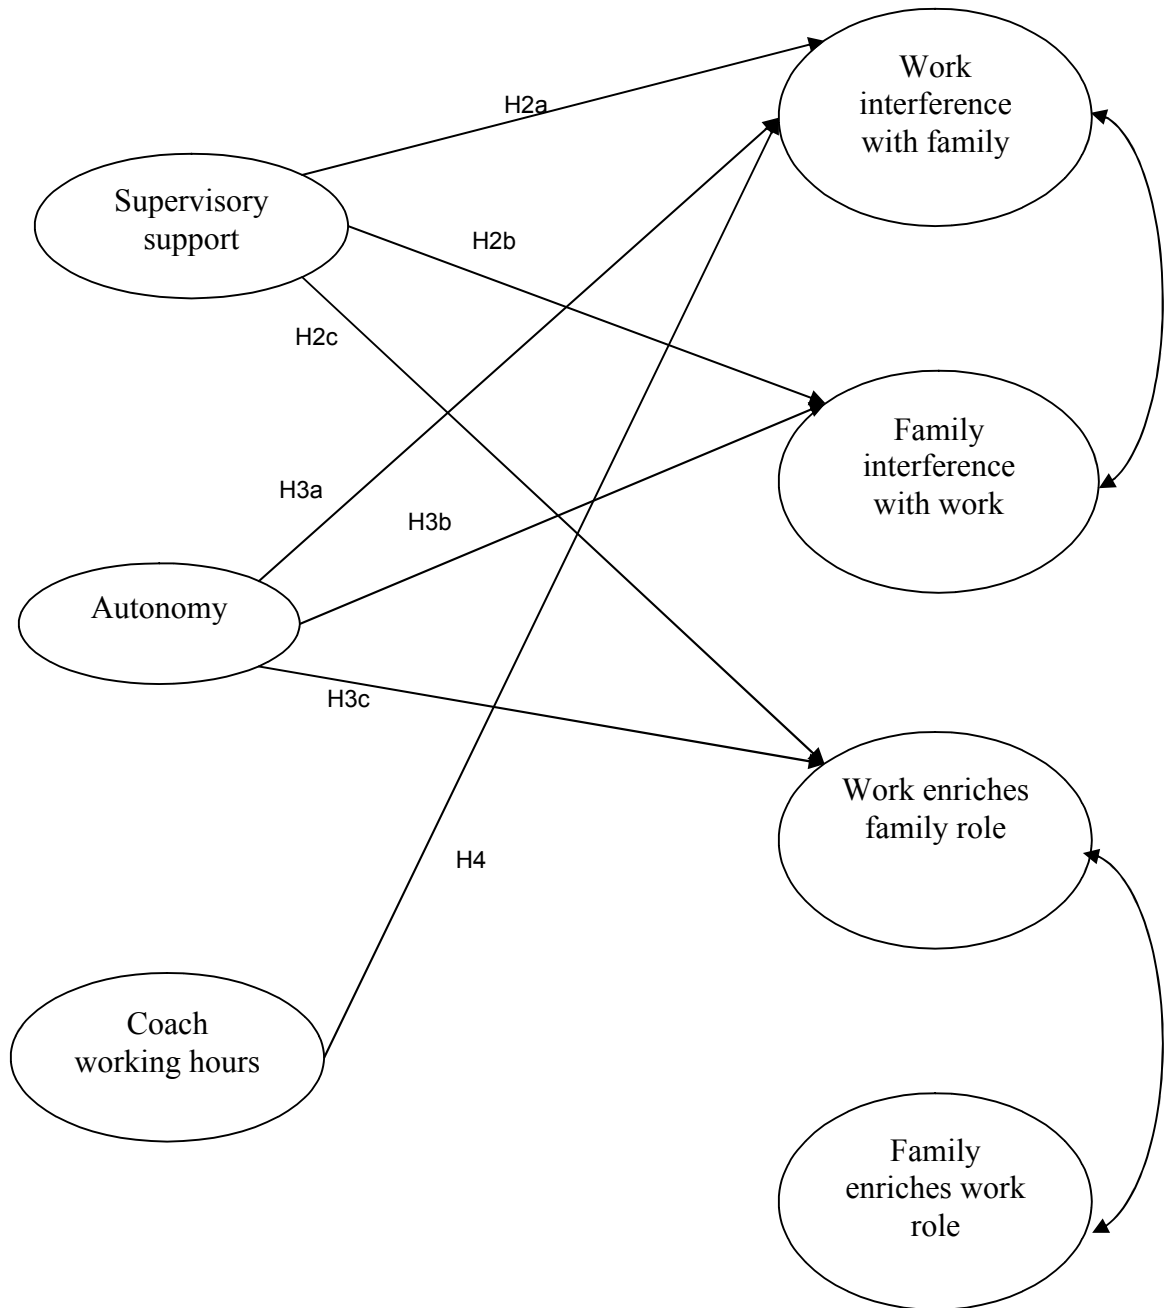 Work
interference
with family
H2a
Supervisory
support
H2b
H2c
Family
interference
with work
H3a
H3b
Autonomy
H3c
Work enriches
family role
H4
Coach
working hours
Family
enriches work
role